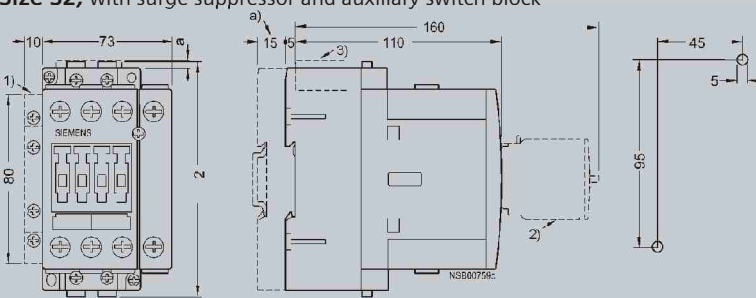 Size S2, with surge suppressor and auxiliary switch block
10
73
a
1)
80
SIEMENS
2
a)
15
5
160
110
3)
2)
NSB00759c
45
5
95